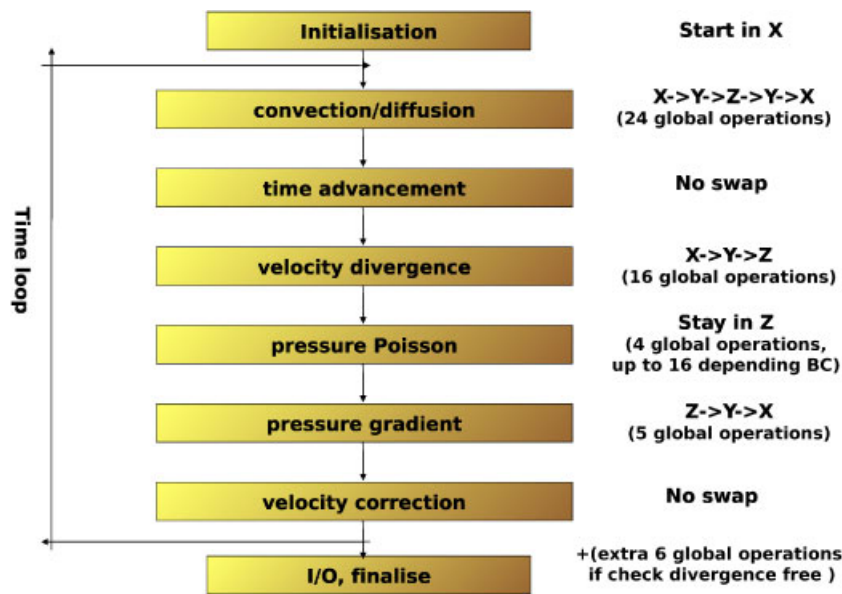 Initialisation
Start in X
convection/diffusion
X->Y->Z->Y->X
(24 global operations)
time advancement
No swap
Time loop
velocity divergence
X->Y->Z
(16 global operations)
pressure Poisson
Stay in Z
(4 global operations,
up to 16 depending BC)
pressure gradient
Z->Y->X
(5 global operations)
velocity correction
No swap
I/O, finalise
+(extra 6 global operations
if check divergence free )